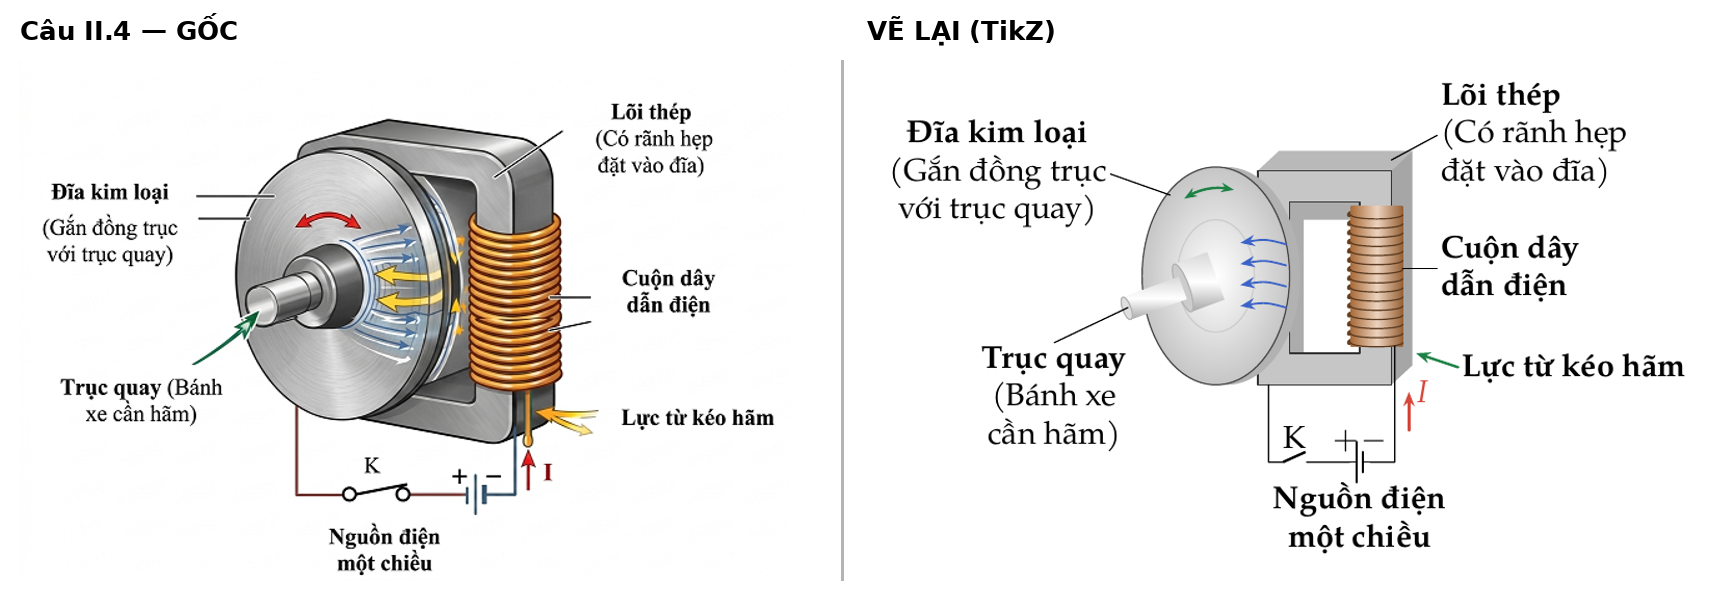 Câu II.4 — GỐC
Lõi thép
(Có rãnh hẹp
đặt vào đĩa)
Đĩa kim loại
(Gắn đồng trục
với trục quay)
Cuộn dây
dẫn điện
Trục quay (Bánh
xe cần hãm)
Lực từ kéo hãm
K
+ −
I
Nguồn điện
một chiều
VẼ LẠI (TikZ)
Lõi thép
(Có rãnh hẹp
đặt vào đĩa)
Đĩa kim loại
(Gắn đồng trục
với trục quay)
Cuộn dây
dẫn điện
Trục quay
(Bánh xe
cần hãm)
Lực từ kéo hãm
I
K
+ −
Nguồn điện
một chiều